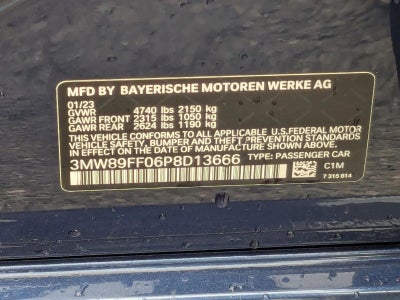 MFD BY BAYERISCHE MOTOREN WERKE AG
01/23
GVWR 4740 lbs 2150 kg
GAWR FRONT 2315 lbs 1050 kg
GAWR REAR 2624 lbs 1190 kg
THIS VEHICLE CONFORMS TO ALL APPLICABLE U.S. FEDERAL MOTOR
VEHICLE SAFETY BUMPER AND THEFT PREVENTION STANDARDS
IN EFFECT ON THE DATE OF MANUFACTURE SHOWN ABOVE.
3MW89FF06P8D13666 TYPE: PASSENGER CAR
C1M
7 315 814